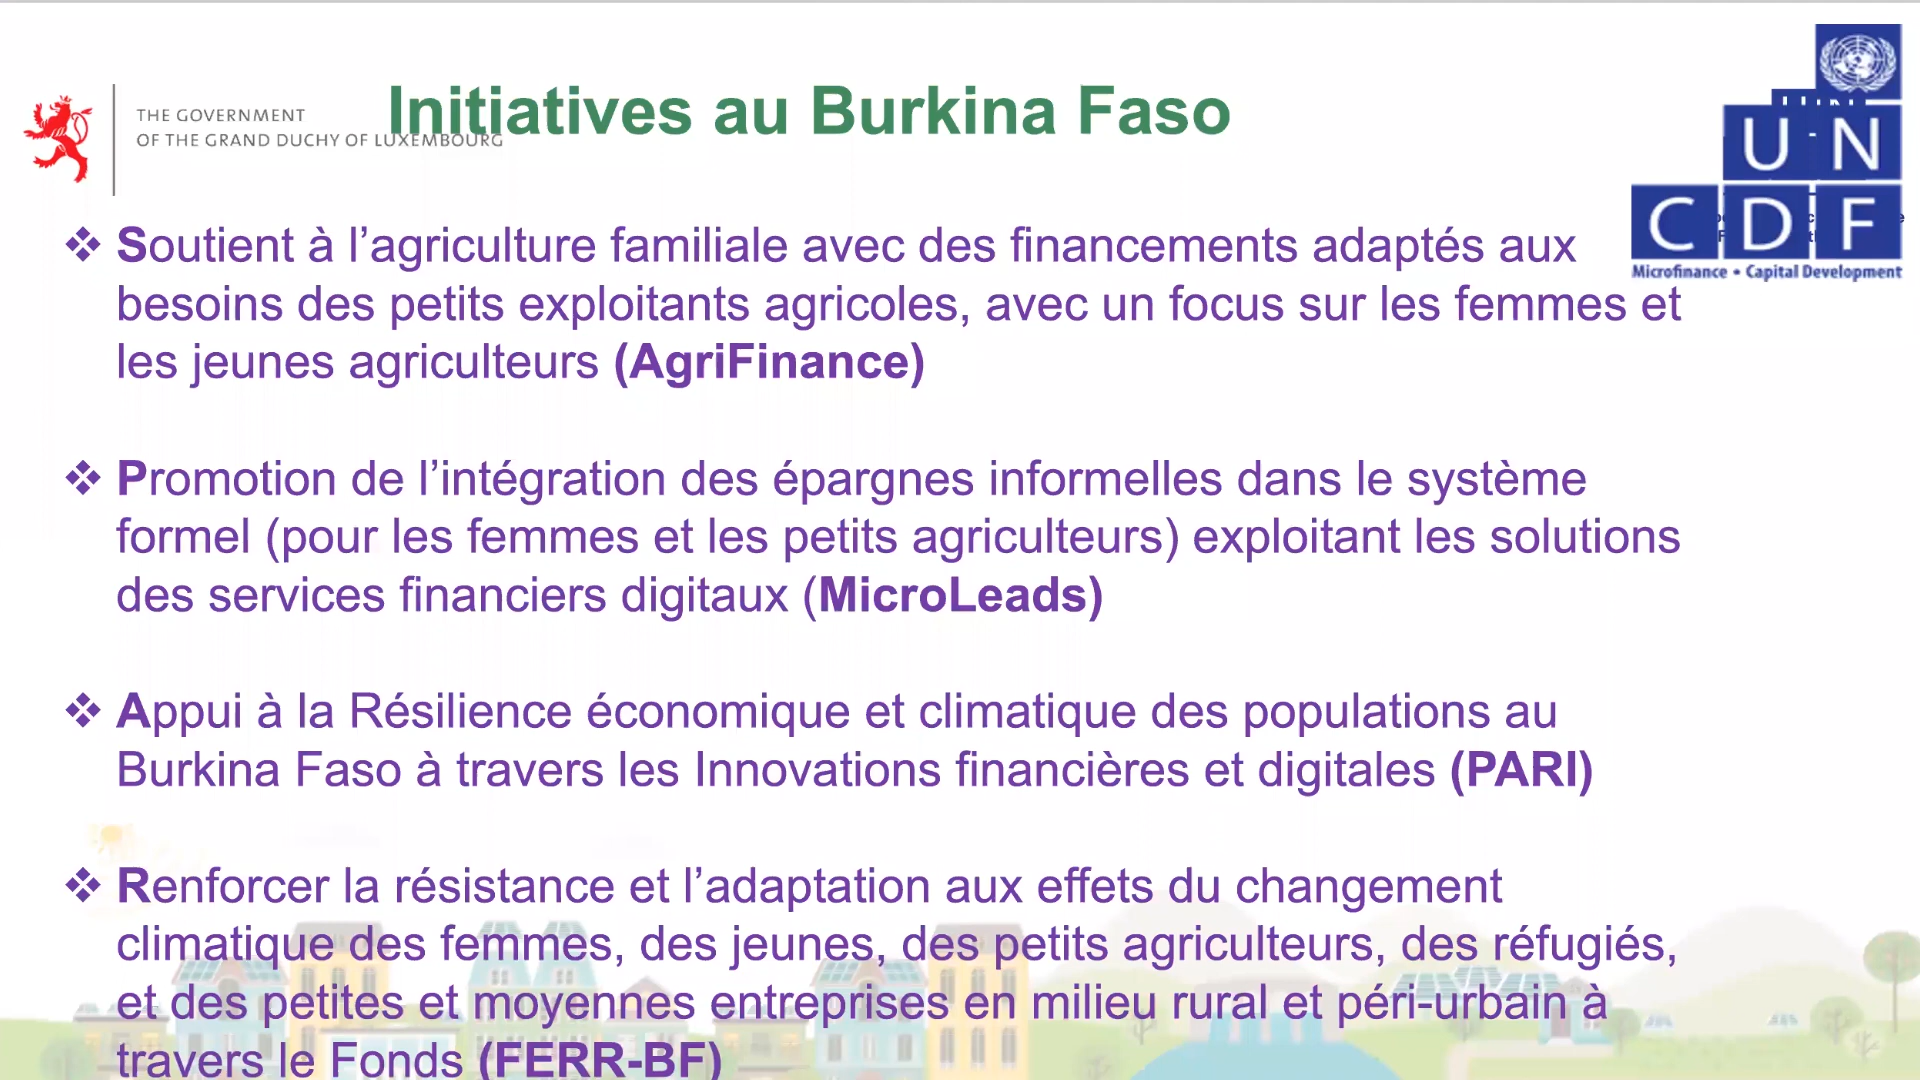 THE GOVERNMENT
OF THE GRAND DUCHY OF LUXEMBOURG
Initiatives au Burkina Faso
U N
C D F
Microfinance • Capital Development
❖ Soutient à l’agriculture familiale avec des financements adaptés aux
besoins des petits exploitants agricoles, avec un focus sur les femmes et
les jeunes agriculteurs (AgriFinance)
❖ Promotion de l’intégration des épargnes informelles dans le système
formel (pour les femmes et les petits agriculteurs) exploitant les solutions
des services financiers digitaux (MicroLeads)
❖ Appui à la Résilience économique et climatique des populations au
Burkina Faso à travers les Innovations financières et digitales (PARI)
❖ Renforcer la résistance et l’adaptation aux effets du changement
climatique des femmes, des jeunes, des petits agriculteurs, des réfugiés,
et des petites et moyennes entreprises en milieu rural et péri-urbain à
travers le Fonds (FERR-BF)